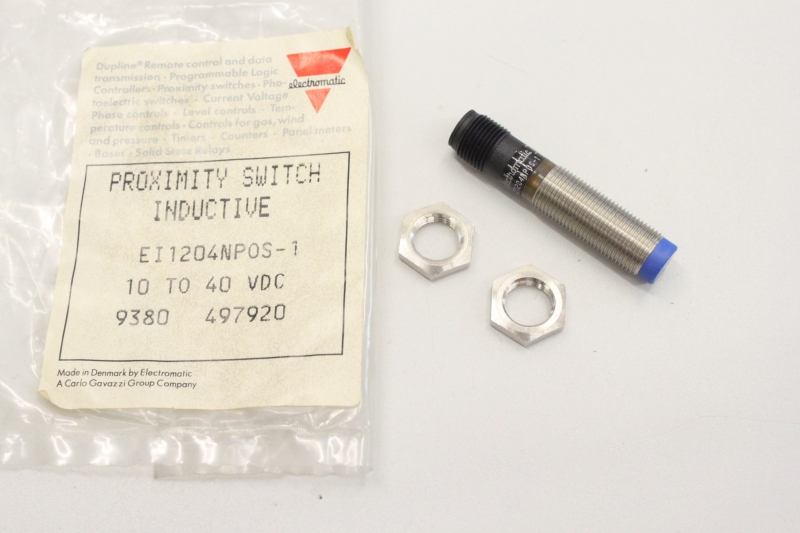 Dupline® Remote control and data
transmission · Programmable Logic
Controllers · Proximity switches · Pho-
toelectric switches · Current Voltage
Phase controls · Level controls · Tem-
perature controls · Controls for gas, wind
and pressure · Timers · Counters · Panel meters
· Bases · Solid State Relays
electromatic
PROXIMITY SWITCH
INDUCTIVE
EI1204NPOS-1
10 TO 40 VDC
9380 497920
Made in Denmark by Electromatic
A Carlo Gavazzi Group Company